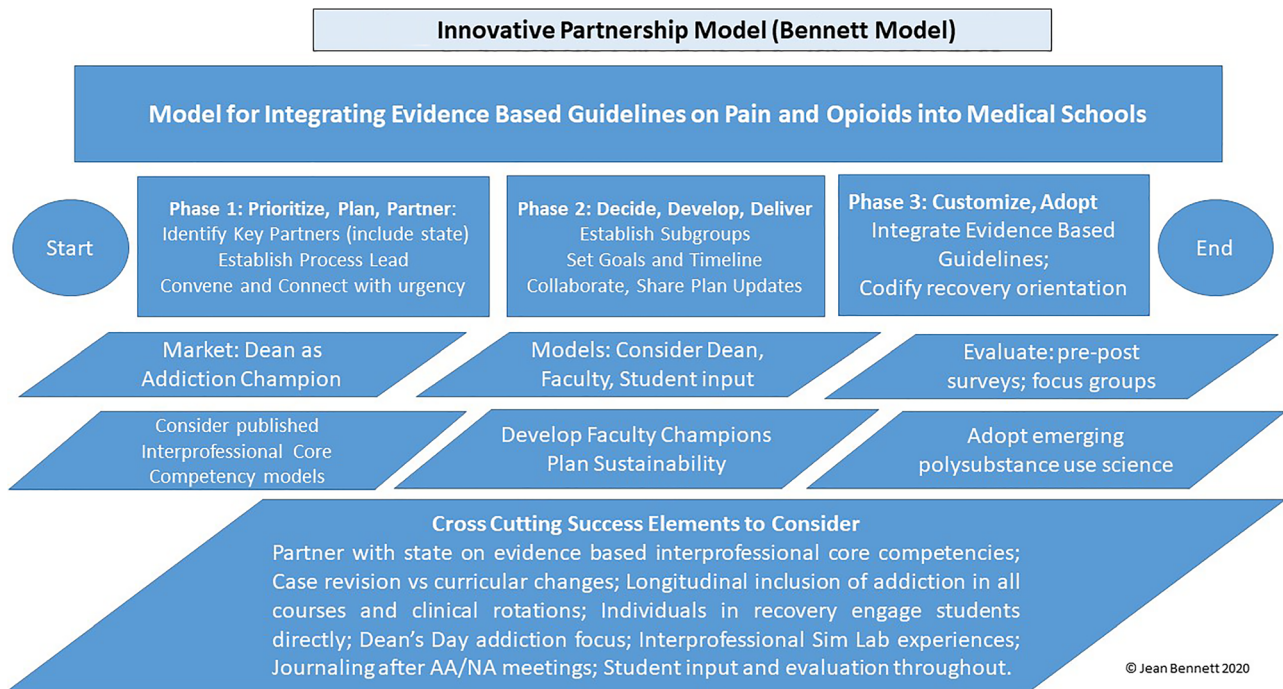 Innovative Partnership Model (Bennett Model)
Model for Integrating Evidence Based Guidelines on Pain and Opioids into Medical Schools
Start
Phase 1: Prioritize, Plan, Partner:
Identify Key Partners (include state)
Establish Process Lead
Convene and Connect with urgency
Phase 2: Decide, Develop, Deliver
Establish Subgroups
Set Goals and Timeline
Collaborate, Share Plan Updates
Phase 3: Customize, Adopt
Integrate Evidence Based
Guidelines;
Codify recovery orientation
End
Market: Dean as
Addiction Champion
Models: Consider Dean,
Faculty, Student input
Evaluate: pre-post
surveys; focus groups
Consider published
Interprofessional Core
Competency models
Develop Faculty Champions
Plan Sustainability
Adopt emerging
polysubstance use science
Cross Cutting Success Elements to Consider
Partner with state on evidence based interprofessional core competencies;
Case revision vs curricular changes; Longitudinal inclusion of addiction in all
courses and clinical rotations; Individuals in recovery engage students
directly; Dean's Day addiction focus; Interprofessional Sim Lab experiences;
Journaling after AA/NA meetings; Student input and evaluation throughout.
© Jean Bennett 2020